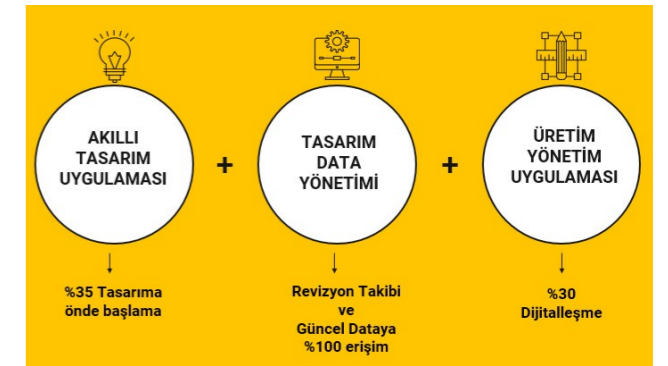 AKILLI
TASARIM
UYGULAMASI
+
TASARIM
DATA
YÖNETİMİ
+
ÜRETİM
YÖNETİM
UYGULAMASI
%35 Tasarıma
önde başlama
Revizyon Takibi
ve
Güncel Dataya
%100 erişim
%30
Dijitalleşme